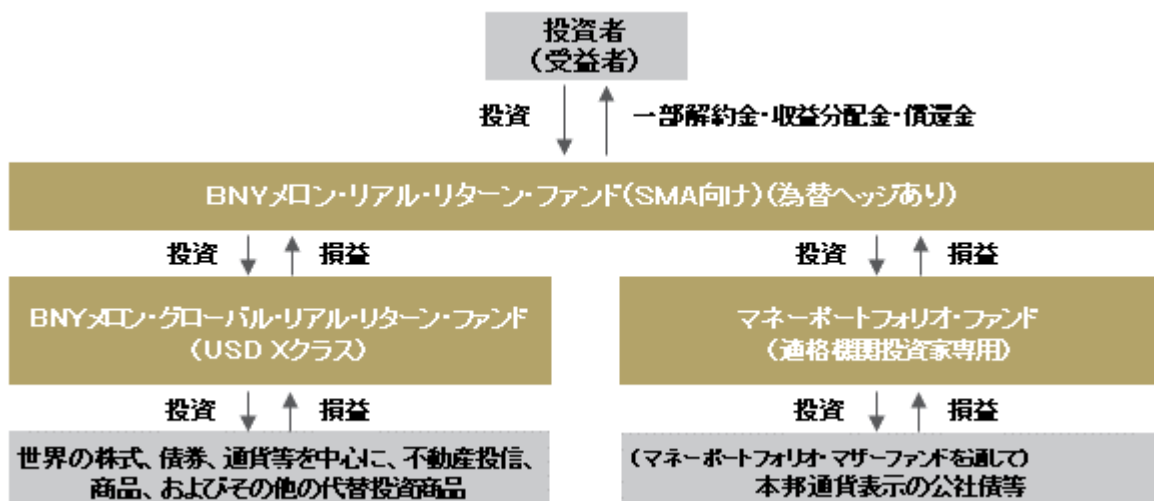 投資者
(受益者)
投資
一部解約金・収益分配金・償還金
BNYメロン・リアル・リターン・ファンド(SMA向け)(為替ヘッジあり)
投資
損益
投資
損益
BNYメロン・グローバル・リアル・リターン・ファンド
(USD Xクラス)
マネーポートフォリオ・ファンド
(適格機関投資家専用)
投資
損益
投資
損益
世界の株式、債券、通貨等を中心に、不動産投信、
商品、およびその他の代替投資商品
(マネーポートフォリオ・マザーファンドを通して)
本邦通貨表示の公社債等